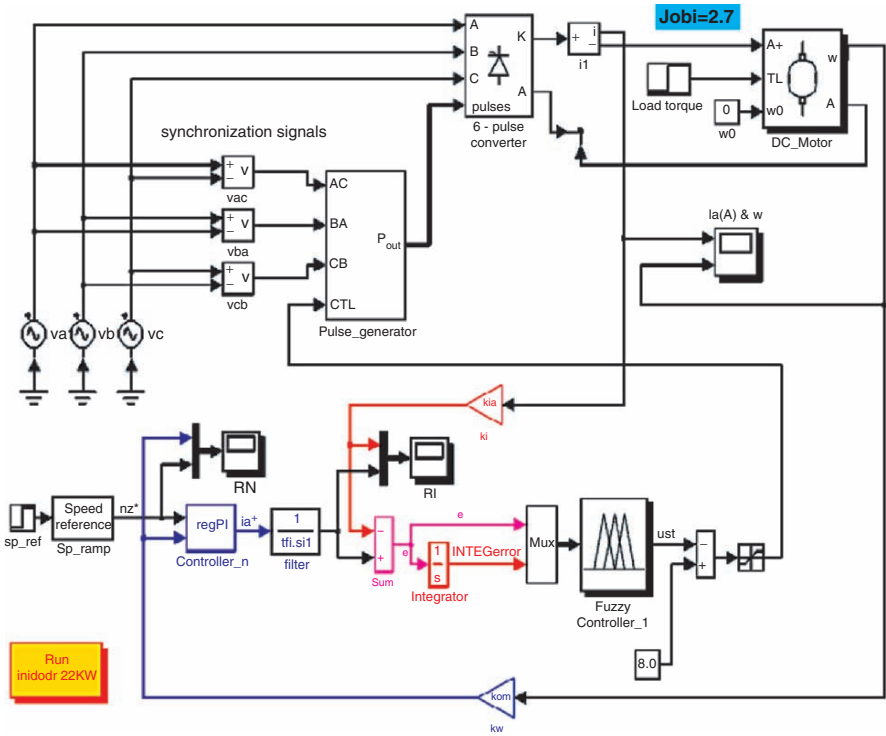 Jobi=2.7
A
B
C
pulses
K
A
6 - pulse
converter
+
i
−
i1
Load torque
0
w0
A+
TL
w0
w
A
DC_Motor
synchronization signals
+
−
v
vac
+
−
v
vba
+
−
v
vcb
AC
BA
CB
CTL
Pout
Pulse_generator
Ia(A) & w
va
vb
vc
kia
ki
RN
RI
sp_ref
Speed
reference
Sp_ramp
nz*
regPI
Controller_n
ia+
1
tfi.si1
filter
−
+
Sum
e
e
1
s
Integrator
INTEGerror
Mux
Fuzzy
Controller_1
ust
−
+
8.0
Run
inidodr 22KW
kom
kw